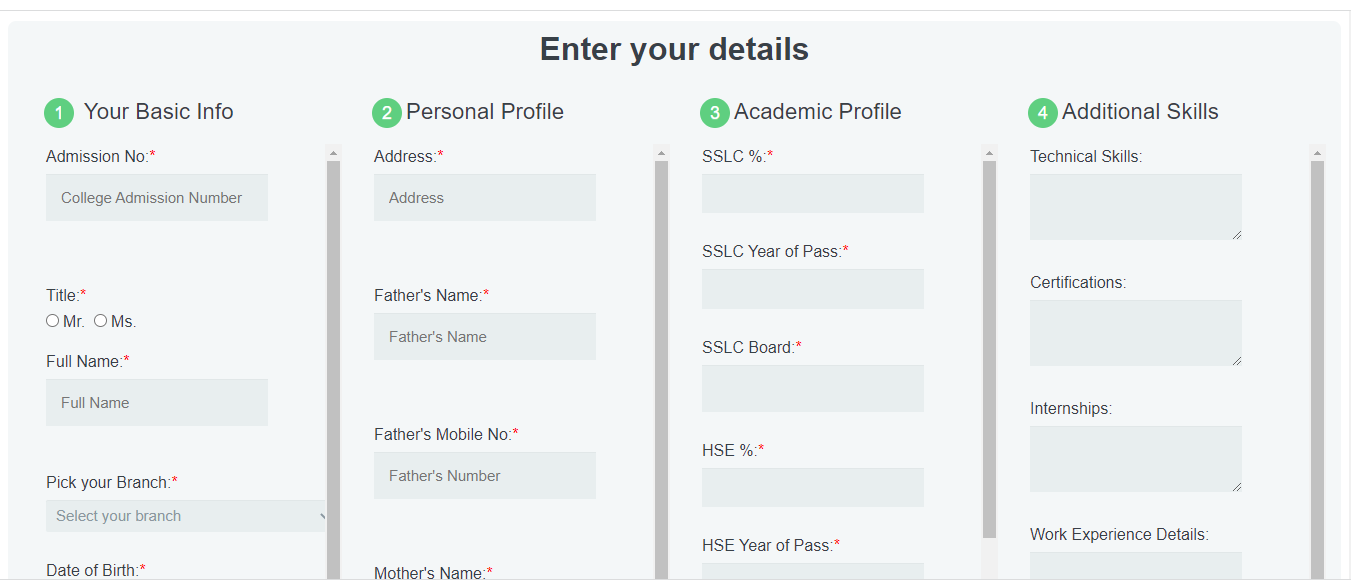 Enter your details
1 Your Basic Info
Admission No:*
College Admission Number
Title:*
Mr. Ms.
Full Name:*
Full Name
Pick your Branch:*
Select your branch
Date of Birth:*
2 Personal Profile
Address:*
Address
Father's Name:*
Father's Name
Father's Mobile No:*
Father's Number
Mother's Name:*
3 Academic Profile
SSLC %:*
SSLC Year of Pass:*
SSLC Board:*
HSE %:*
HSE Year of Pass:*
4 Additional Skills
Technical Skills:
Certifications:
Internships:
Work Experience Details: